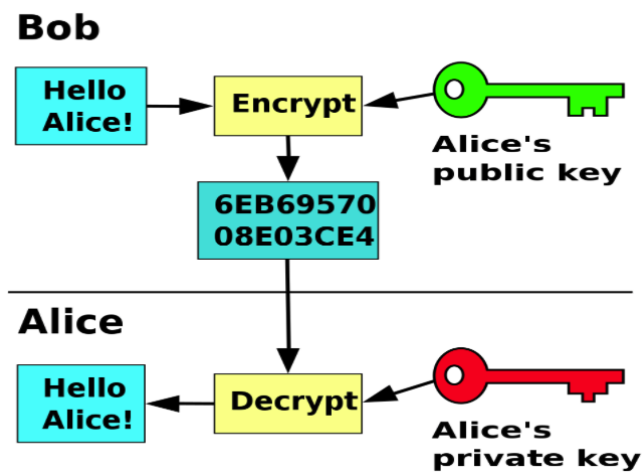 Bob
Hello
Alice!
Encrypt
Alice's
public key
6EB69570
08E03CE4
Alice
Hello
Alice!
Decrypt
Alice's
private key